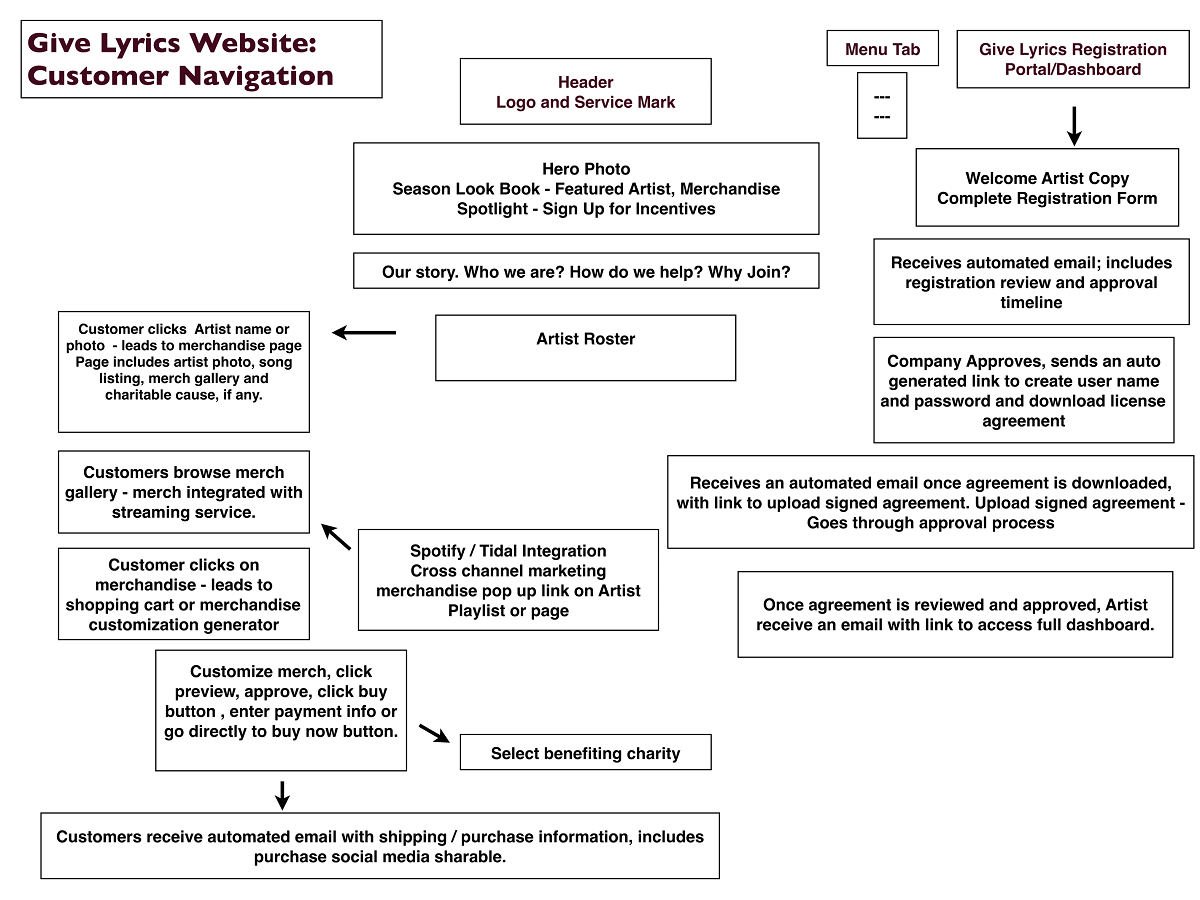 Give Lyrics Website:
Customer Navigation
Header
Logo and Service Mark
Menu Tab
---
---
Give Lyrics Registration
Portal/Dashboard
Hero Photo
Season Look Book - Featured Artist, Merchandise
Spotlight - Sign Up for Incentives
Welcome Artist Copy
Complete Registration Form
Our story. Who we are? How do we help? Why Join?
Receives automated email; includes
registration review and approval
timeline
Artist Roster
Customer clicks  Artist name or
photo  - leads to merchandise page
Page includes artist photo, song
listing, merch gallery and
charitable cause, if any.
Company Approves, sends an auto
generated link to create user name
and password and download license
agreement
Customers browse merch
gallery - merch integrated with
streaming service.
Receives an automated email once agreement is downloaded,
with link to upload signed agreement. Upload signed agreement -
Goes through approval process
Spotify / Tidal Integration
Cross channel marketing
merchandise pop up link on Artist
Playlist or page
Customer clicks on
merchandise - leads to
shopping cart or merchandise
customization generator
Once agreement is reviewed and approved, Artist
receive an email with link to access full dashboard.
Customize merch, click
preview, approve, click buy
button , enter payment info or
go directly to buy now button.
Select benefiting charity
Customers receive automated email with shipping / purchase information, includes
purchase social media sharable.